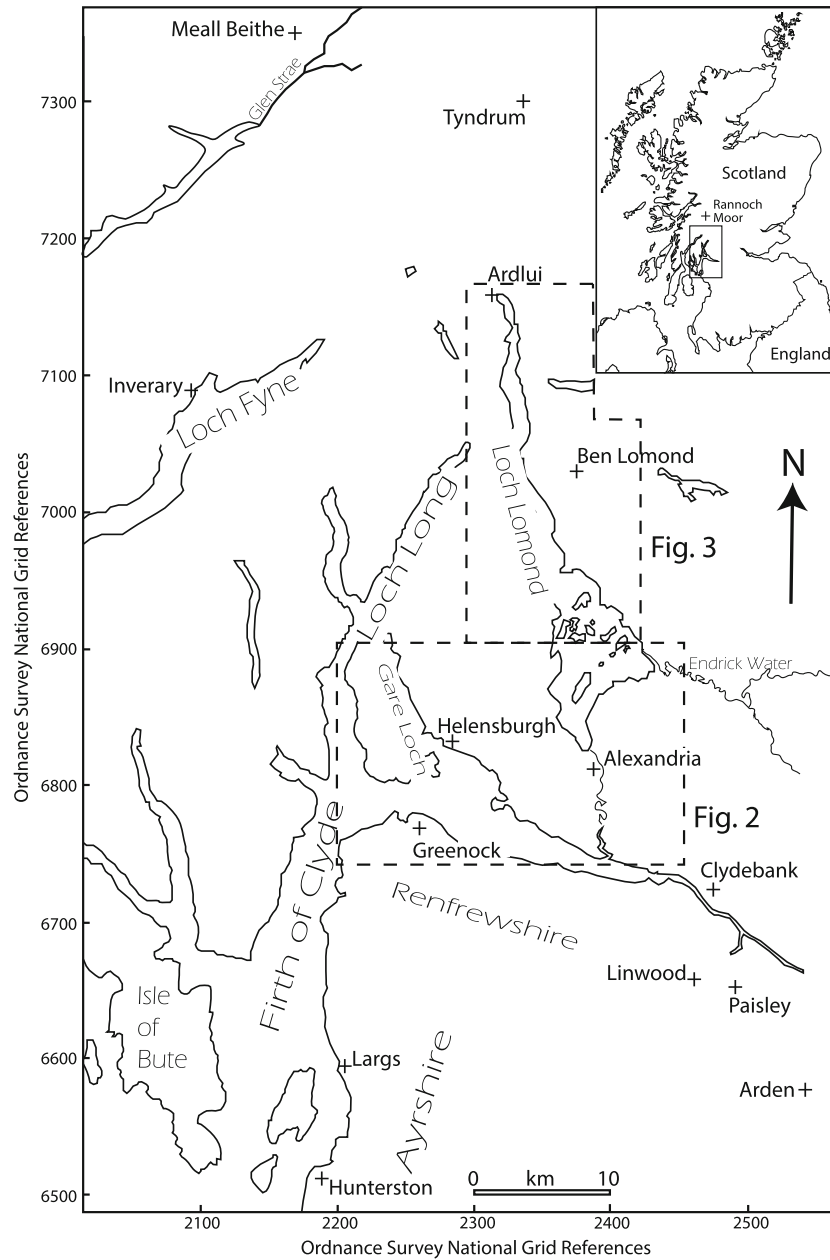 Meall Beithe
Glen Strae
7300
Tyndrum
Scotland
Rannoch
Moor
England
7200
Ardlui
7100
Inverary
Loch Fyne
Ben Lomond
N
Loch Lomond
Loch Long
7000
Fig. 3
6900
Endrick Water
Gare Loch
Helensburgh
Alexandria
6800
Fig. 2
Greenock
Clydebank
Firth of Clyde
Renfrewshire
6700
Linwood
Paisley
Isle
of
Bute
6600
Largs
Ayrshire
Arden
0 km 10
Hunterston
6500
2100 2200 2300 2400 2500
Ordnance Survey National Grid References
Ordnance Survey National Grid References